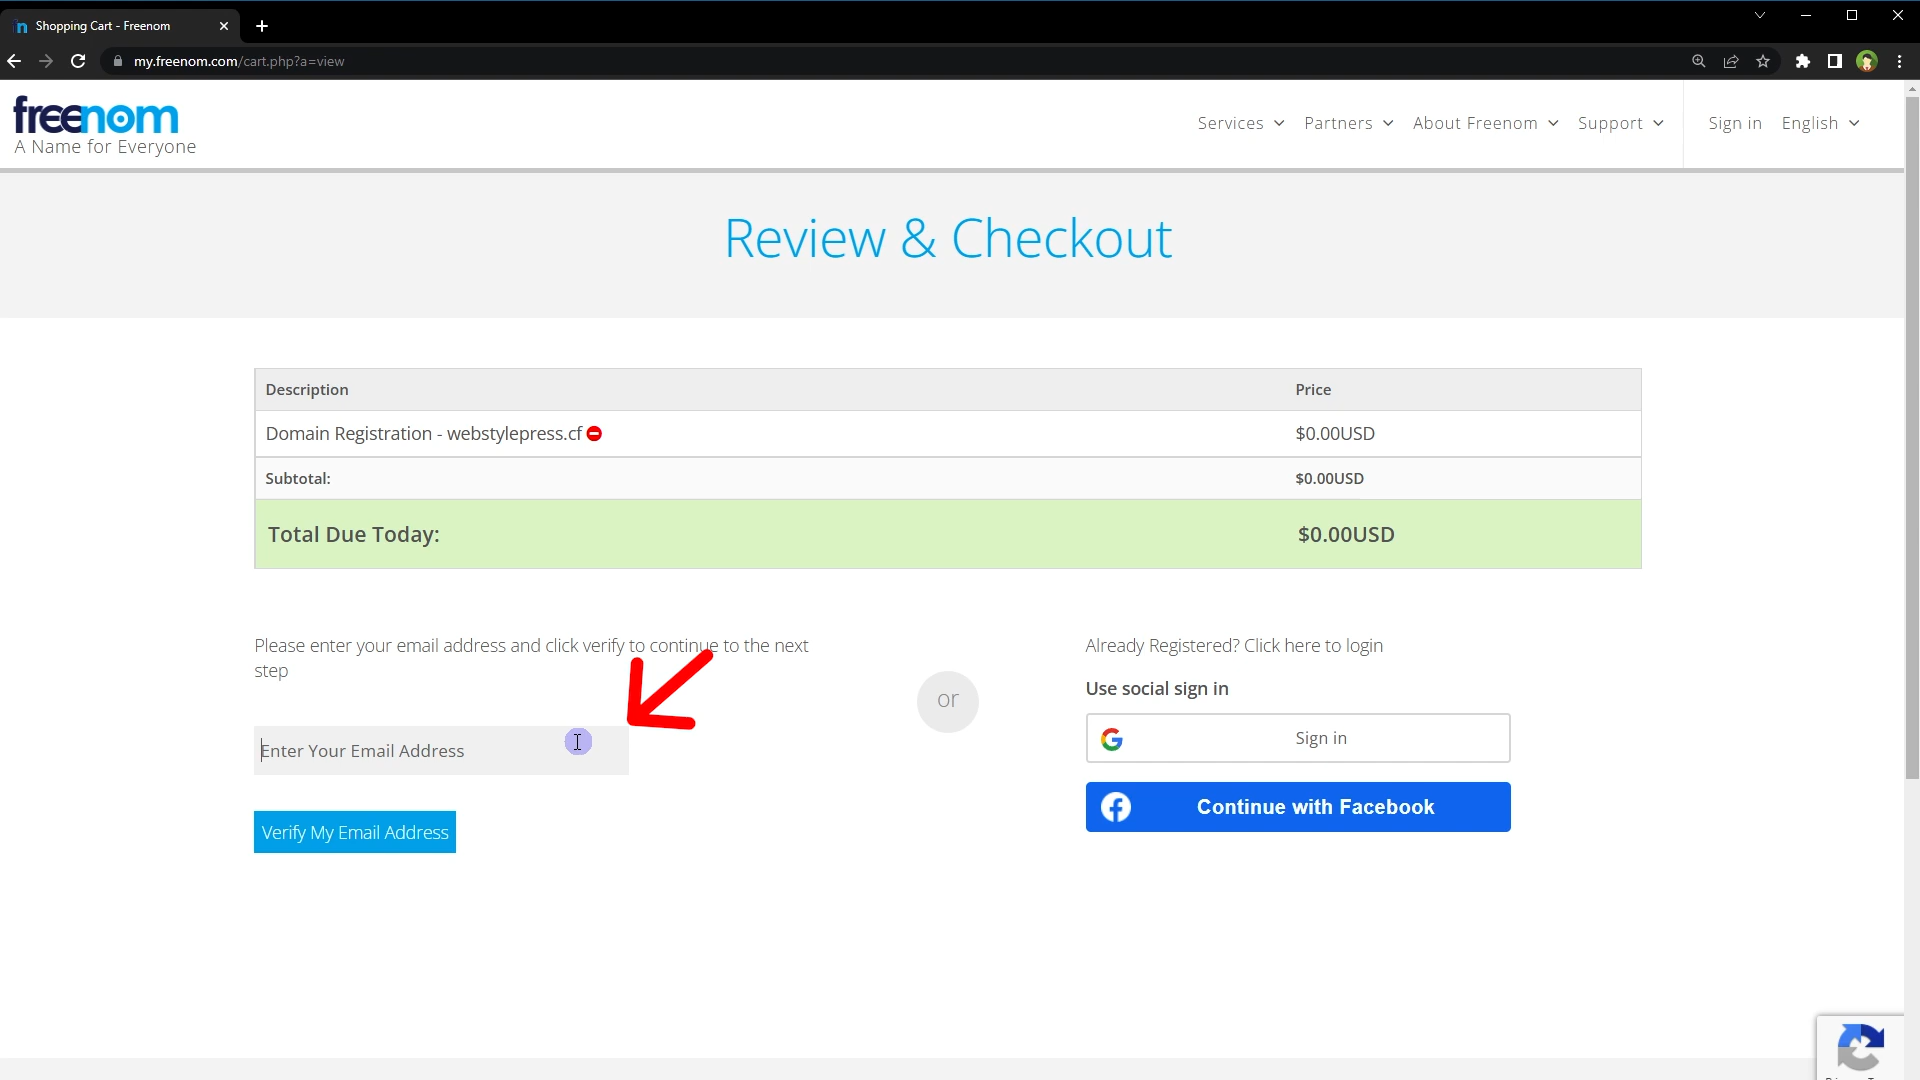 Shopping Cart - Freenom
my.freenom.com/cart.php?a=view
freenom
A Name for Everyone
Services Partners About Freenom Support Sign in English
Review & Checkout
Description Price
Domain Registration - webstylepress.cf $0.00USD
Subtotal: $0.00USD
Total Due Today: $0.00USD
Please enter your email address and click verify to continue to the next
step
Already Registered? Click here to login
Use social sign in
or
Sign in
Enter Your Email Address
Continue with Facebook
Verify My Email Address